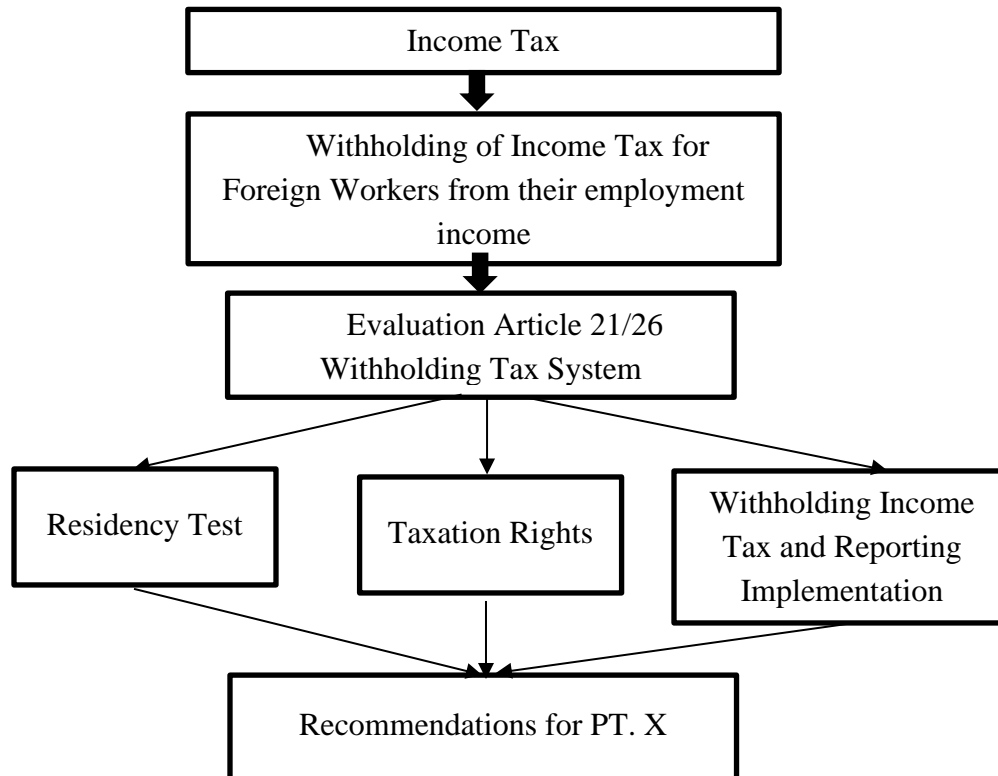 Income Tax
Withholding of Income Tax for
Foreign Workers from their employment
income
Evaluation Article 21/26
Withholding Tax System
Residency Test
Taxation Rights
Withholding Income
Tax and Reporting
Implementation
Recommendations for PT. X